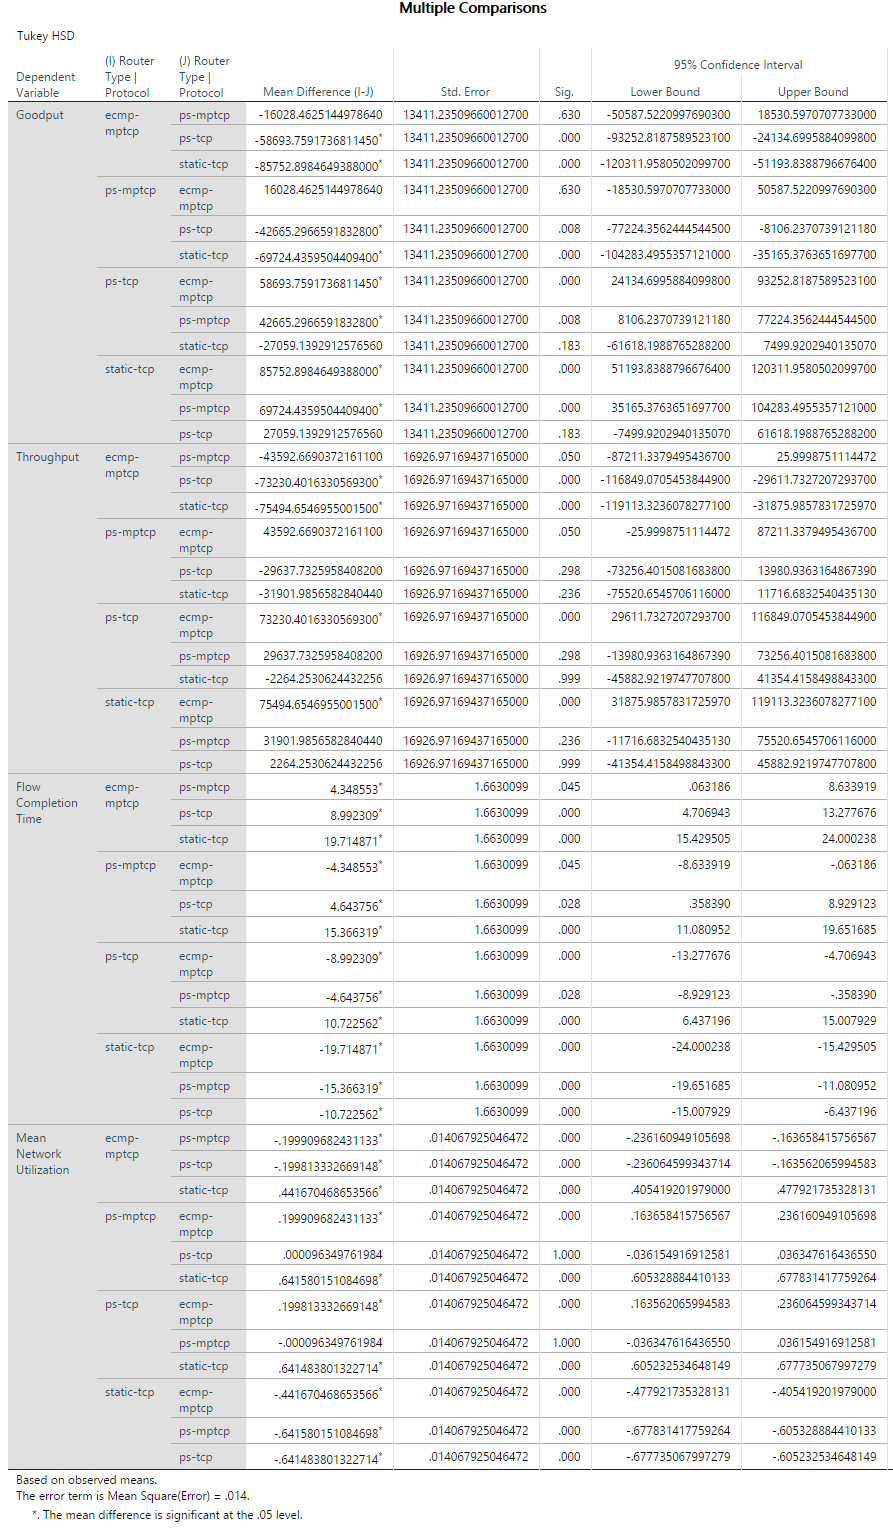 Multiple Comparisons
Tukey HSD
Dependent Variable (I) Router Type | Protocol (J) Router Type | Protocol Mean Difference (I-J) Std. Error Sig. 95% Confidence Interval Lower Bound Upper Bound
Goodput ecmp-mptcp ps-mptcp -16028.4625144978640 13411.23509660012700 .630 -50587.5220997690300 18530.5970707733000
ps-tcp -58693.7591736811450* 13411.23509660012700 .000 -93252.8187589523100 -24134.6995884099800
static-tcp -85752.8984649388000* 13411.23509660012700 .000 -120311.9580502099700 -51193.8388796676400
ps-mptcp ecmp-mptcp 16028.4625144978640 13411.23509660012700 .630 -18530.5970707733000 50587.5220997690300
ps-tcp -42665.2966591832800* 13411.23509660012700 .008 -77224.3562444544500 -8106.2370739121180
static-tcp -69724.4359504409400* 13411.23509660012700 .000 -104283.4955357121000 -35165.3763651697700
ps-tcp ecmp-mptcp 58693.7591736811450* 13411.23509660012700 .000 24134.6995884099800 93252.8187589523100
ps-mptcp 42665.2966591832800* 13411.23509660012700 .008 8106.2370739121180 77224.3562444544500
static-tcp -27059.1392912576560 13411.23509660012700 .183 -61618.1988765288200 7499.9202940135070
static-tcp ecmp-mptcp 85752.8984649388000* 13411.23509660012700 .000 51193.8388796676400 120311.9580502099700
ps-mptcp 69724.4359504409400* 13411.23509660012700 .000 35165.3763651697700 104283.4955357121000
ps-tcp 27059.1392912576560 13411.23509660012700 .183 -7499.9202940135070 61618.1988765288200
Throughput ecmp-mptcp ps-mptcp -43592.6690372161100 16926.97169437165000 .050 -87211.3379495436700 25.9998751114472
ps-tcp -73230.4016330569300* 16926.97169437165000 .000 -116849.0705453844900 -29611.7327207293700
static-tcp -75494.6546955001500* 16926.97169437165000 .000 -119113.3236078277100 -31875.9857831725970
ps-mptcp ecmp-mptcp 43592.6690372161100 16926.97169437165000 .050 -25.9998751114472 87211.3379495436700
ps-tcp -29637.7325958408200 16926.97169437165000 .298 -73256.4015081683800 13980.9363164867390
static-tcp -31901.9856582840440 16926.97169437165000 .236 -75520.6545706116000 11716.6832540435130
ps-tcp ecmp-mptcp 73230.4016330569300* 16926.97169437165000 .000 29611.7327207293700 116849.0705453844900
ps-mptcp 29637.7325958408200 16926.97169437165000 .298 -13980.9363164867390 73256.4015081683800
static-tcp -2264.2530624432256 16926.97169437165000 .999 -45882.9219747707800 41354.4158498843300
static-tcp ecmp-mptcp 75494.6546955001500* 16926.97169437165000 .000 31875.9857831725970 119113.3236078277100
ps-mptcp 31901.9856582840440 16926.97169437165000 .236 -11716.6832540435130 75520.6545706116000
ps-tcp 2264.2530624432256 16926.97169437165000 .999 -41354.4158498843300 45882.9219747707800
Flow Completion Time ecmp-mptcp ps-mptcp 4.348553* 1.6630099 .045 .063186 8.633919
ps-tcp 8.992309* 1.6630099 .000 4.706943 13.277676
static-tcp 19.714871* 1.6630099 .000 15.429505 24.000238
ps-mptcp ecmp-mptcp -4.348553* 1.6630099 .045 -8.633919 -.063186
ps-tcp 4.643756* 1.6630099 .028 .358390 8.929123
static-tcp 15.366319* 1.6630099 .000 11.080952 19.651685
ps-tcp ecmp-mptcp -8.992309* 1.6630099 .000 -13.277676 -4.706943
ps-mptcp -4.643756* 1.6630099 .028 -8.929123 -.358390
static-tcp 10.722562* 1.6630099 .000 6.437196 15.007929
static-tcp ecmp-mptcp -19.714871* 1.6630099 .000 -24.000238 -15.429505
ps-mptcp -15.366319* 1.6630099 .000 -19.651685 -11.080952
ps-tcp -10.722562* 1.6630099 .000 -15.007929 -6.437196
Mean Network Utilization ecmp-mptcp ps-mptcp -.199909682431133* .014067925046472 .000 -.236160949105698 -.163658415756567
ps-tcp -.199813332669148* .014067925046472 .000 -.236064599343714 -.163562065994583
static-tcp .441670468653566* .014067925046472 .000 .405419201979000 .477921735328131
ps-mptcp ecmp-mptcp .199909682431133* .014067925046472 .000 .163658415756567 .236160949105698
ps-tcp .000096349761984 .014067925046472 1.000 -.036154916912581 .036347616436550
static-tcp .641580151084698* .014067925046472 .000 .605328884410133 .677831417759264
ps-tcp ecmp-mptcp .199813332669148* .014067925046472 .000 .163562065994583 .236064599343714
ps-mptcp -.000096349761984 .014067925046472 1.000 -.036347616436550 .036154916912581
static-tcp .641483801322714* .014067925046472 .000 .605232534648149 .677735067997279
static-tcp ecmp-mptcp -.441670468653566* .014067925046472 .000 -.477921735328131 -.405419201979000
ps-mptcp -.641580151084698* .014067925046472 .000 -.677831417759264 -.605328884410133
ps-tcp -.641483801322714* .014067925046472 .000 -.677735067997279 -.605232534648149
Based on observed means.
The error term is Mean Square(Error) = .014.
*. The mean difference is significant at the .05 level.